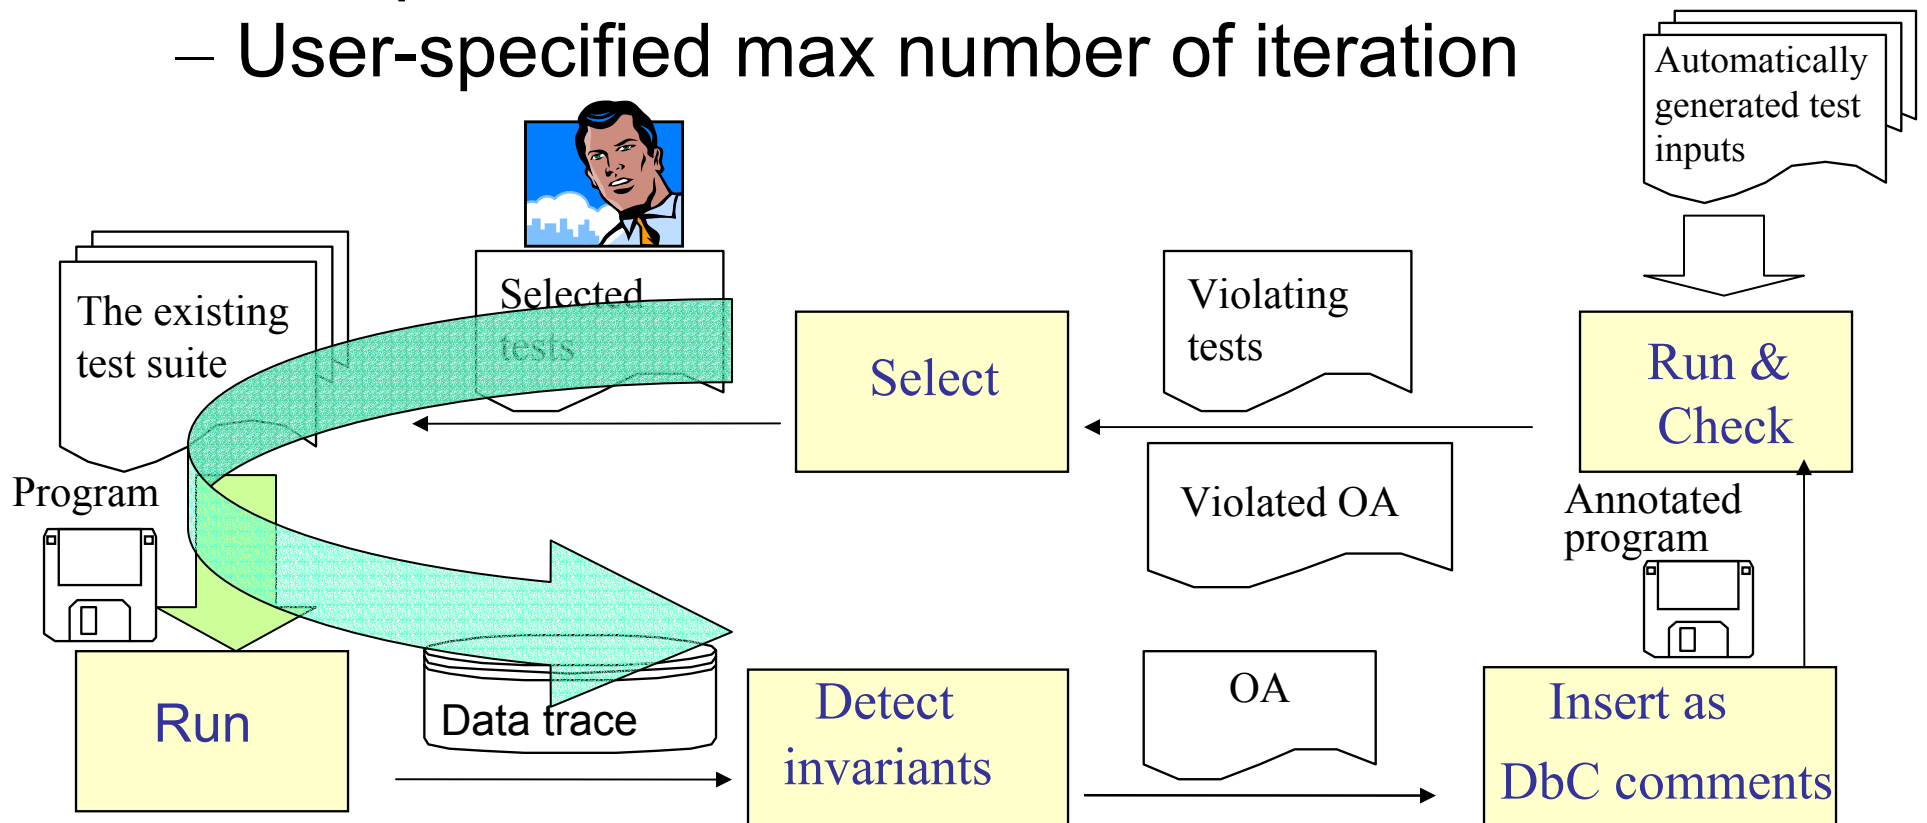 – User-specified max number of iteration
Automatically
generated test
inputs
The existing
test suite
Selected
tests
Select
Violating
tests
Run &
Check
Program
Violated OA
Annotated
program
Run
Data trace
Detect
invariants
OA
Insert as
DbC comments